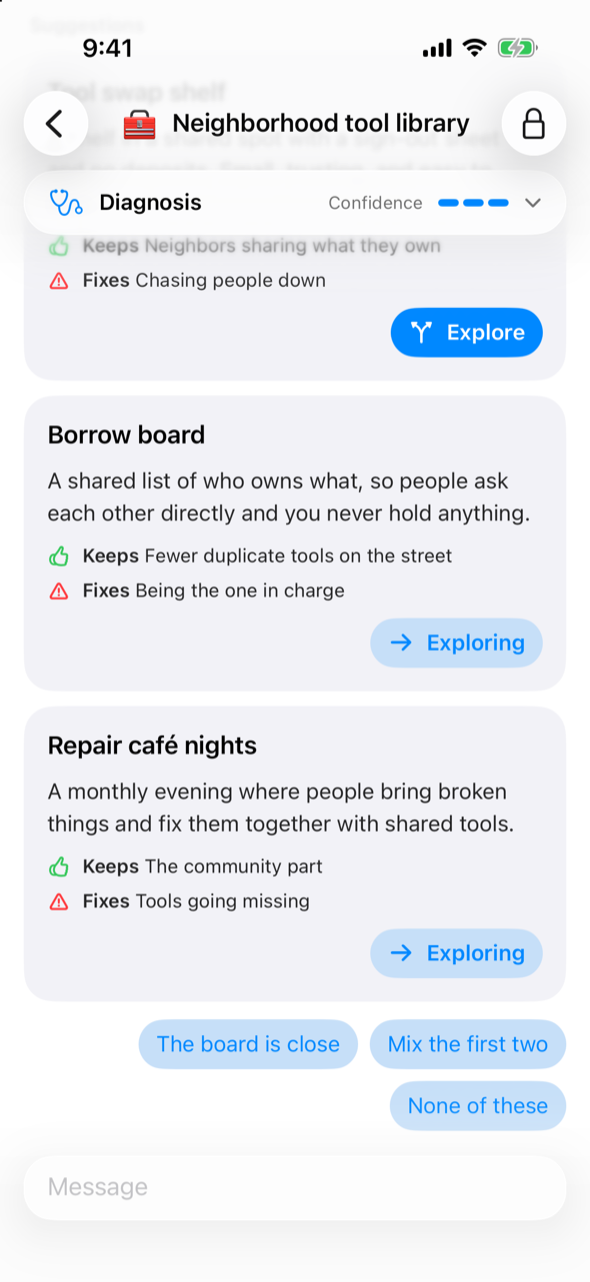 Suggestions
9:41
Tool swap shelf
Neighborhood tool library
Diagnosis
Confidence
Keeps Neighbors sharing what they own
Fixes Chasing people down
Explore
Borrow board
A shared list of who owns what, so people ask
each other directly and you never hold anything.
Keeps Fewer duplicate tools on the street
Fixes Being the one in charge
Exploring
Repair café nights
A monthly evening where people bring broken
things and fix them together with shared tools.
Keeps The community part
Fixes Tools going missing
Exploring
The board is close
Mix the first two
None of these
Message